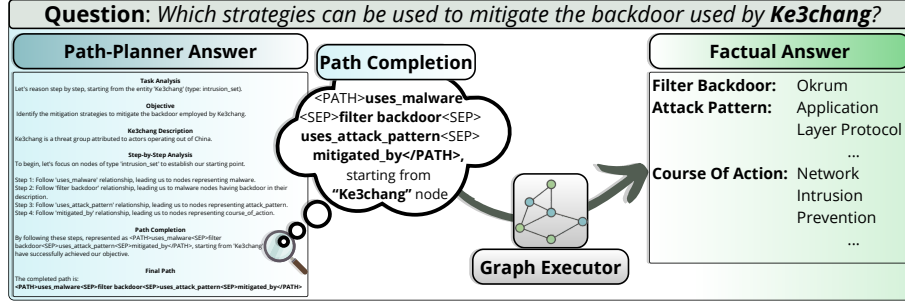 Question: Which strategies can be used to mitigate the backdoor used by Ke3chang?
Path-Planner Answer
Task Analysis
Let's reason step by step, starting from the entity 'Ke3chang' (type: intrusion_set).
Objective
Identify the mitigation strategies to mitigate the backdoor employed by Ke3chang.
Ke3chang Description
Ke3chang is a threat group attributed to actors operating out of China.
Step-by-Step Analysis
To begin, let's focus on nodes of type 'intrusion_set' to establish our starting point.
Step 1: Follow 'uses_malware' relationship, leading us to nodes representing malware.
Step 2: Follow 'filter backdoor' relationship, leading us to malware nodes having backdoor in their
description.
Step 3: Follow 'uses_attack_pattern' relationship, leading us to nodes representing attack_pattern.
Step 4: Follow 'mitigated_by' relationship, leading us to nodes representing course_of_action.
Path Completion
By following these steps, represented as <PATH>uses_malware<SEP>filter
backdoor<SEP>uses_attack_pattern<SEP>mitigated_by</PATH>, starting from 'Ke3chang'
have successfully achieved our objective.
Final Path
The completed path is:
<PATH>uses_malware<SEP>filter backdoor<SEP>uses_attack_pattern<SEP>mitigated_by</PATH>
Path Completion
<PATH>uses_malware
<SEP>filter backdoor<SEP>
uses_attack_pattern<SEP>
mitigated_by</PATH>,
starting from
“Ke3chang” node
Graph Executor
Factual Answer
Filter Backdoor: Okrum
Attack Pattern: Application
Layer Protocol
...
Course Of Action: Network
Intrusion
Prevention
...